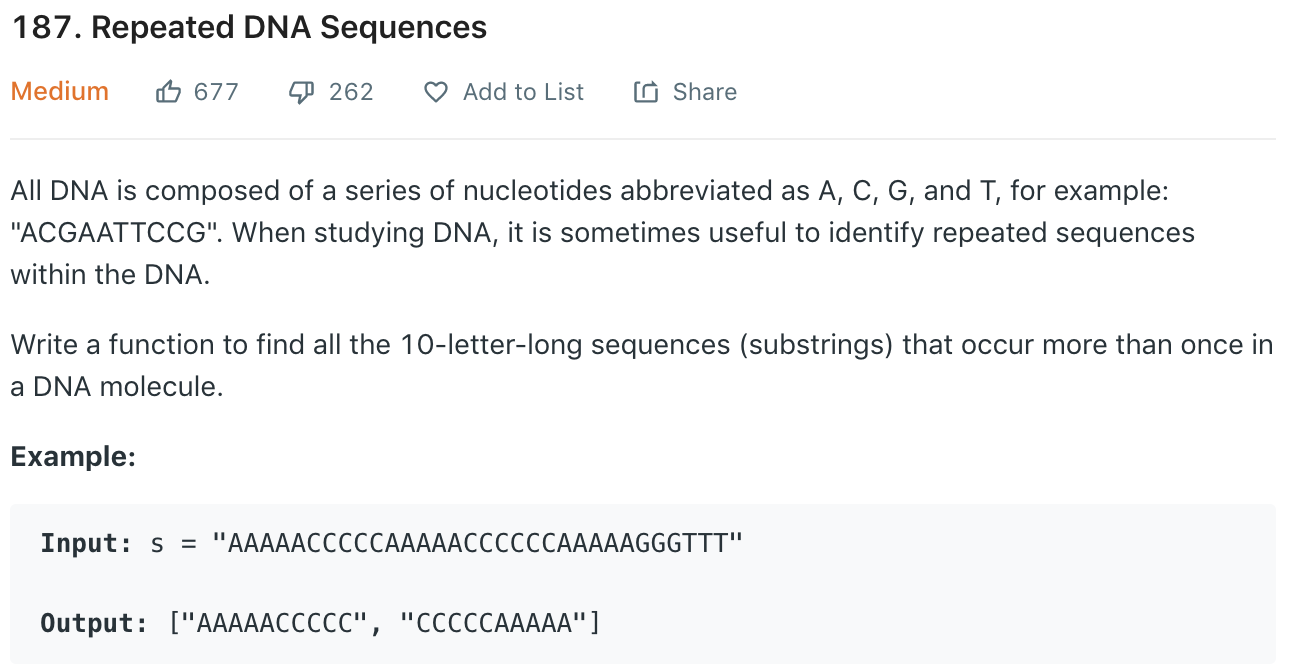 187. Repeated DNA Sequences
Medium 677 262 Add to List Share
All DNA is composed of a series of nucleotides abbreviated as A, C, G, and T, for example:
"ACGAATTCCG". When studying DNA, it is sometimes useful to identify repeated sequences
within the DNA.
Write a function to find all the 10-letter-long sequences (substrings) that occur more than once in
a DNA molecule.
Example:
Input: s = "AAAAACCCCCAAAAACCCCCCAAAAAGGGTTT"
Output: ["AAAAACCCCC", "CCCCCAAAAA"]